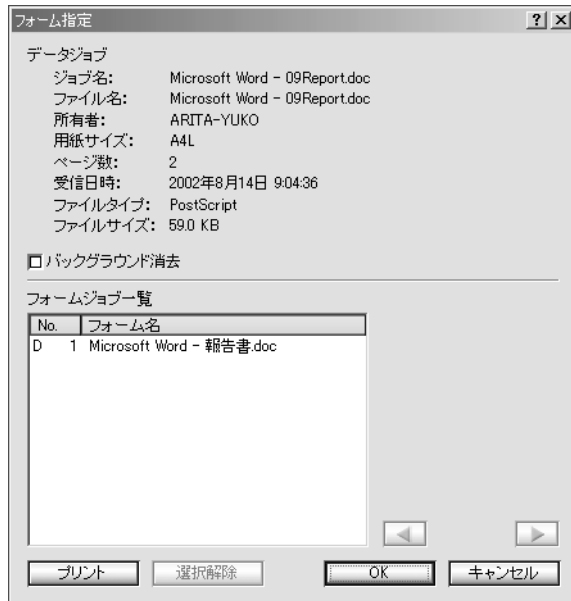 フォーム指定
データジョブ
ジョブ名: Microsoft Word - 09Report.doc
ファイル名: Microsoft Word - 09Report.doc
所有者: ARITA-YUKO
用紙サイズ: A4L
ページ数: 2
受信日時: 2002年8月14日 9:04:36
ファイルタイプ: PostScript
ファイルサイズ: 59.0 KB
バックグラウンド消去
フォームジョブ一覧
No. フォーム名
D 1 Microsoft Word - 報告書.doc
プリント 選択解除 OK キャンセル